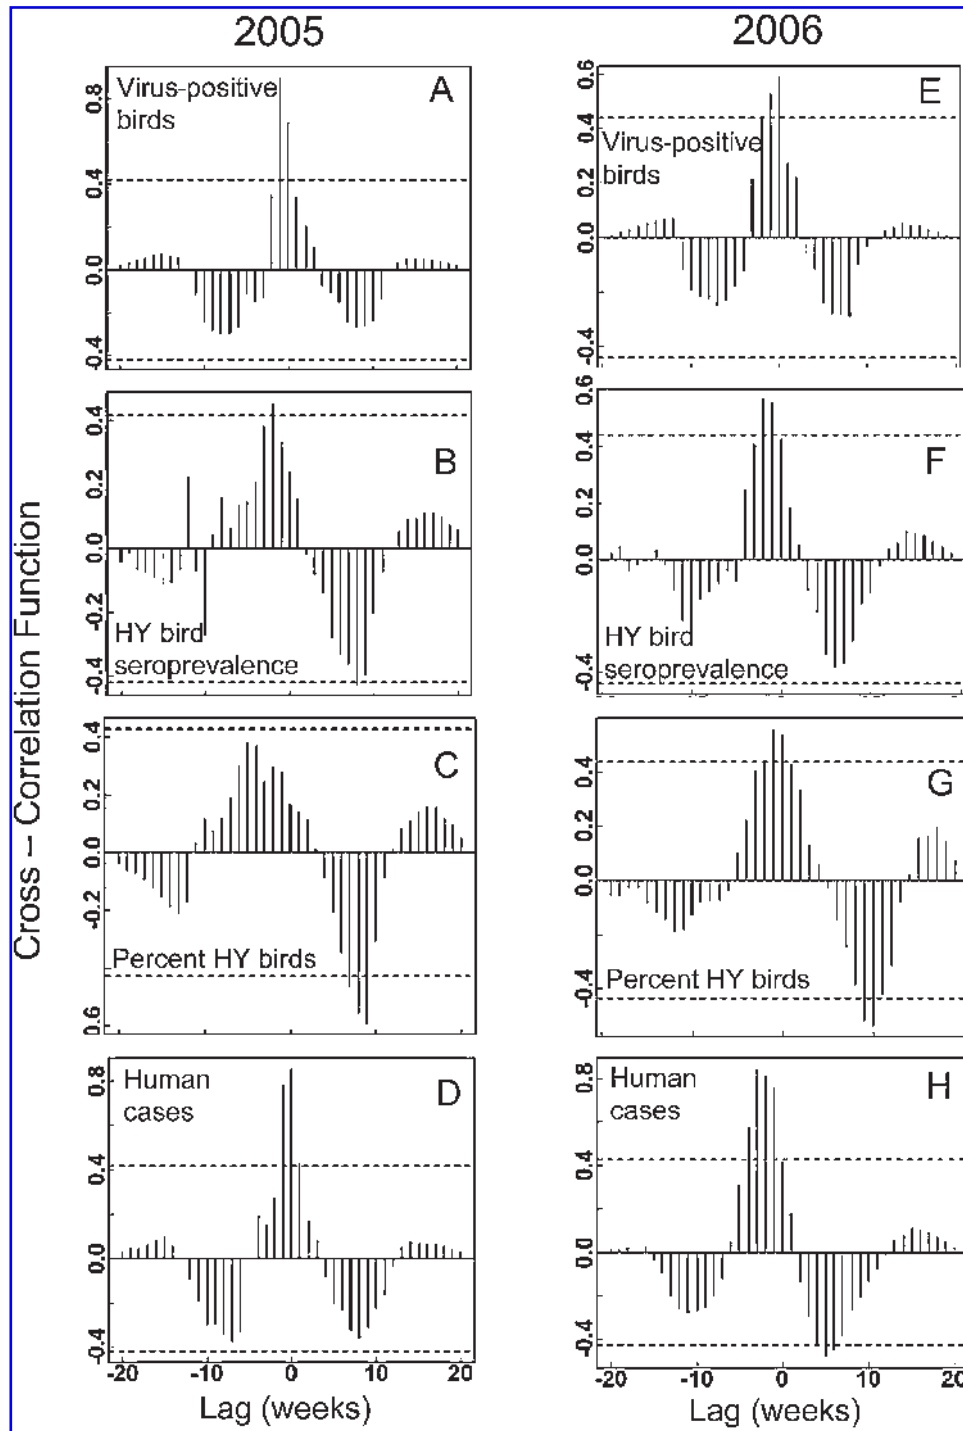 2005
2006
Cross – Correlation Function
A
Virus-positive
birds
0.8
0.4
0.0
-0.4
E
Virus-positive
birds
0.6
0.4
0.2
0.0
-0.4
B
HY bird
seroprevalence
0.4
0.2
0.0
-0.2
-0.4
F
HY bird
seroprevalence
0.6
0.4
0.2
0.0
-0.4
C
Percent HY birds
0.4
0.2
0.0
-0.2
0.6
G
Percent HY birds
0.4
0.2
0.0
-0.4
D
Human
cases
0.8
0.4
0.0
-0.4
-20 -10 0 10 20
Lag (weeks)
H
Human
cases
0.8
0.4
0.0
-0.4
-20 -10 0 10 20
Lag (weeks)